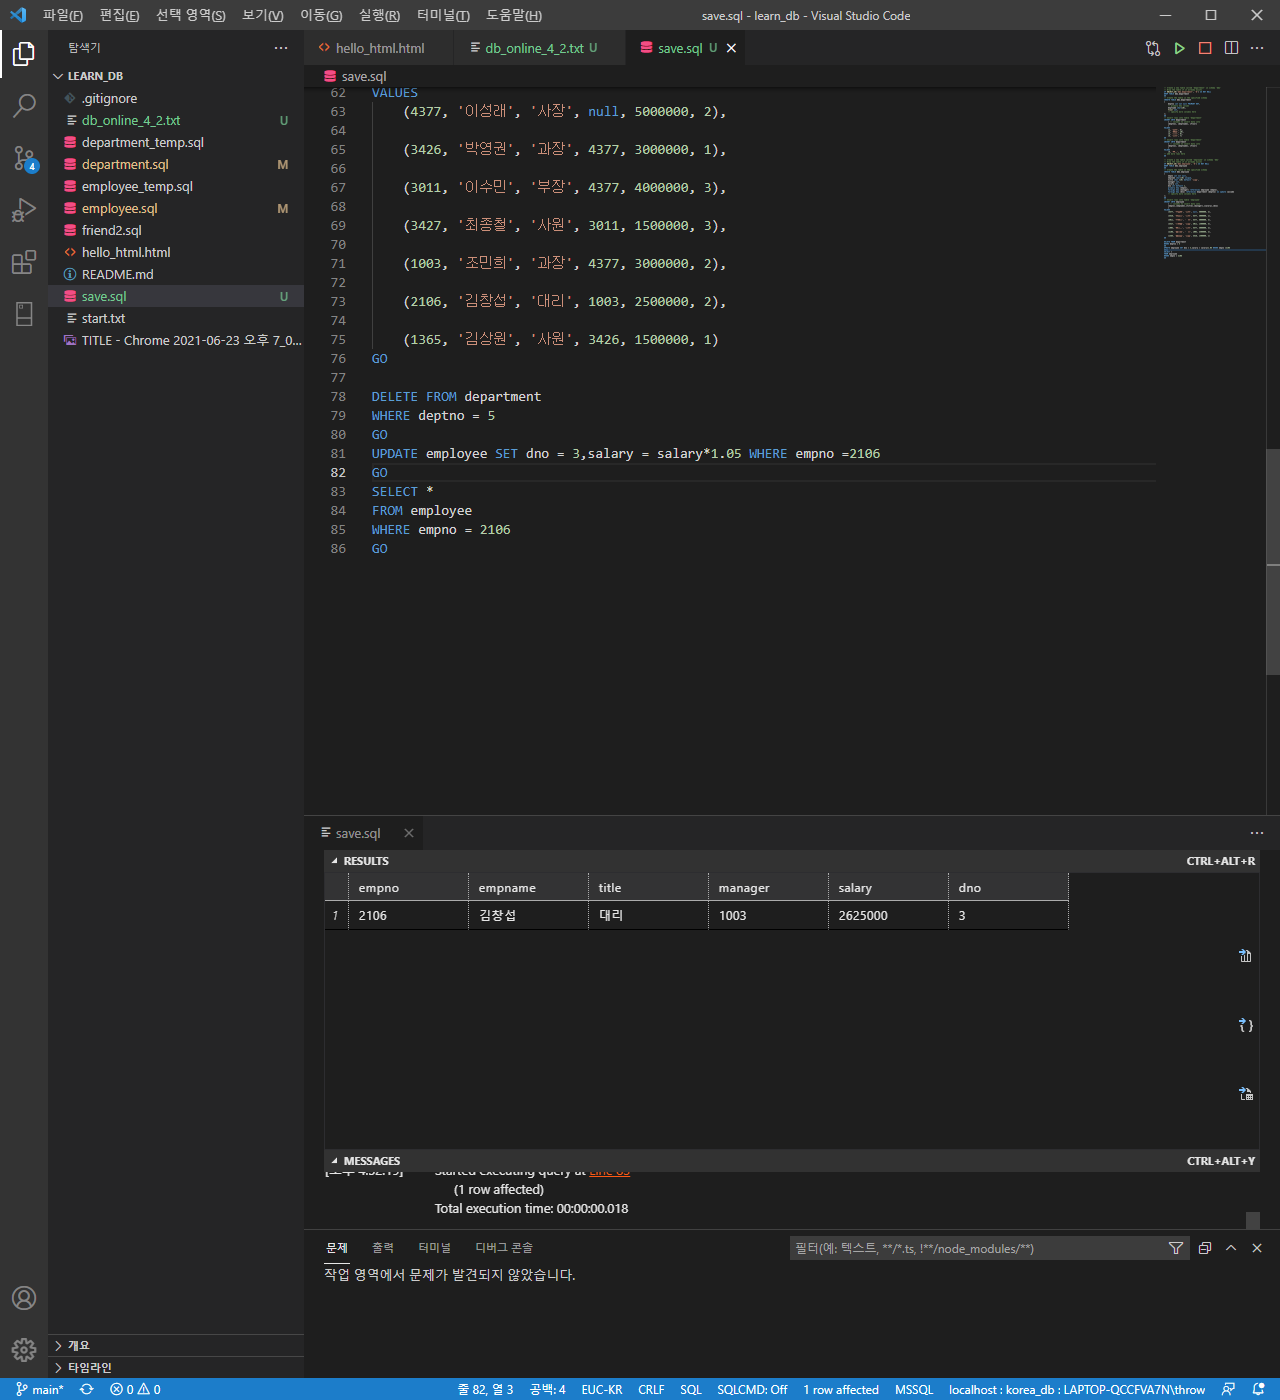 파일(F) 편집(E) 선택 영역(S) 보기(V) 이동(G) 실행(R) 터미널(T) 도움말(H)
save.sql - learn_db - Visual Studio Code
탐색기
LEARN_DB
.gitignore
db_online_4_2.txt U
department_temp.sql
department.sql M
employee_temp.sql
employee.sql M
friend2.sql
hello_html.html
README.md
save.sql U
start.txt
TITLE - Chrome 2021-06-23 오후 7_0...
4
개요
타임라인
hello_html.html
db_online_4_2.txt U
save.sql U
save.sql
62 VALUES
63 (4377, '이성래', '사장', null, 5000000, 2),
64
65 (3426, '박영권', '과장', 4377, 3000000, 1),
66
67 (3011, '이수민', '부장', 4377, 4000000, 3),
68
69 (3427, '최종철', '사원', 3011, 1500000, 3),
70
71 (1003, '조민희', '과장', 4377, 3000000, 2),
72
73 (2106, '김창섭', '대리', 1003, 2500000, 2),
74
75 (1365, '김상원', '사원', 3426, 1500000, 1)
76 GO
77
78 DELETE FROM department
79 WHERE deptno = 5
80 GO
81 UPDATE employee SET dno = 3,salary = salary*1.05 WHERE empno =2106
82 GO
83 SELECT *
84 FROM employee
85 WHERE empno = 2106
86 GO
save.sql
RESULTS CTRL+ALT+R
empno empname title manager salary dno
1 2106 김창섭 대리 1003 2625000 3
MESSAGES CTRL+ALT+Y
[오후 4:52:19] Started executing query at Line 83
(1 row affected)
Total execution time: 00:00:00.018
문제 출력 터미널 디버그 콘솔
필터(예: 텍스트, **/*.ts, !**/node_modules/**)
작업 영역에서 문제가 발견되지 않았습니다.
main* 0 0 줄 82, 열 3 공백: 4 EUC-KR CRLF SQL SQLCMD: Off 1 row affected MSSQL localhost : korea_db : LAPTOP-QCCFVA7N\throw